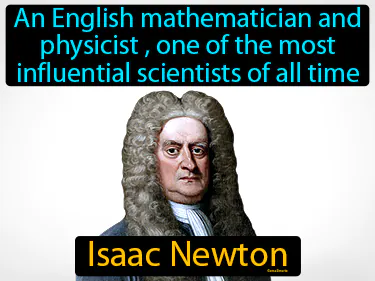 An English mathematician and
physicist , one of the most
influential scientists of all time
Isaac Newton